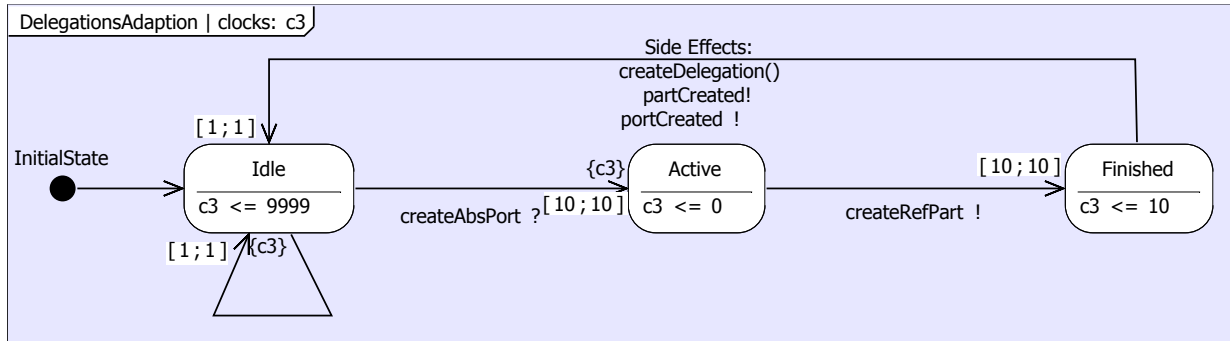 DelegationsAdaption | clocks: c3
Side Effects:
createDelegation()
partCreated!
portCreated !
[1;1]
InitialState
Idle
c3 <= 9999
{c3}
[10;10]
createAbsPort ?
Active
c3 <= 0
createRefPart !
[10;10]
Finished
c3 <= 10
[1;1]
{c3}